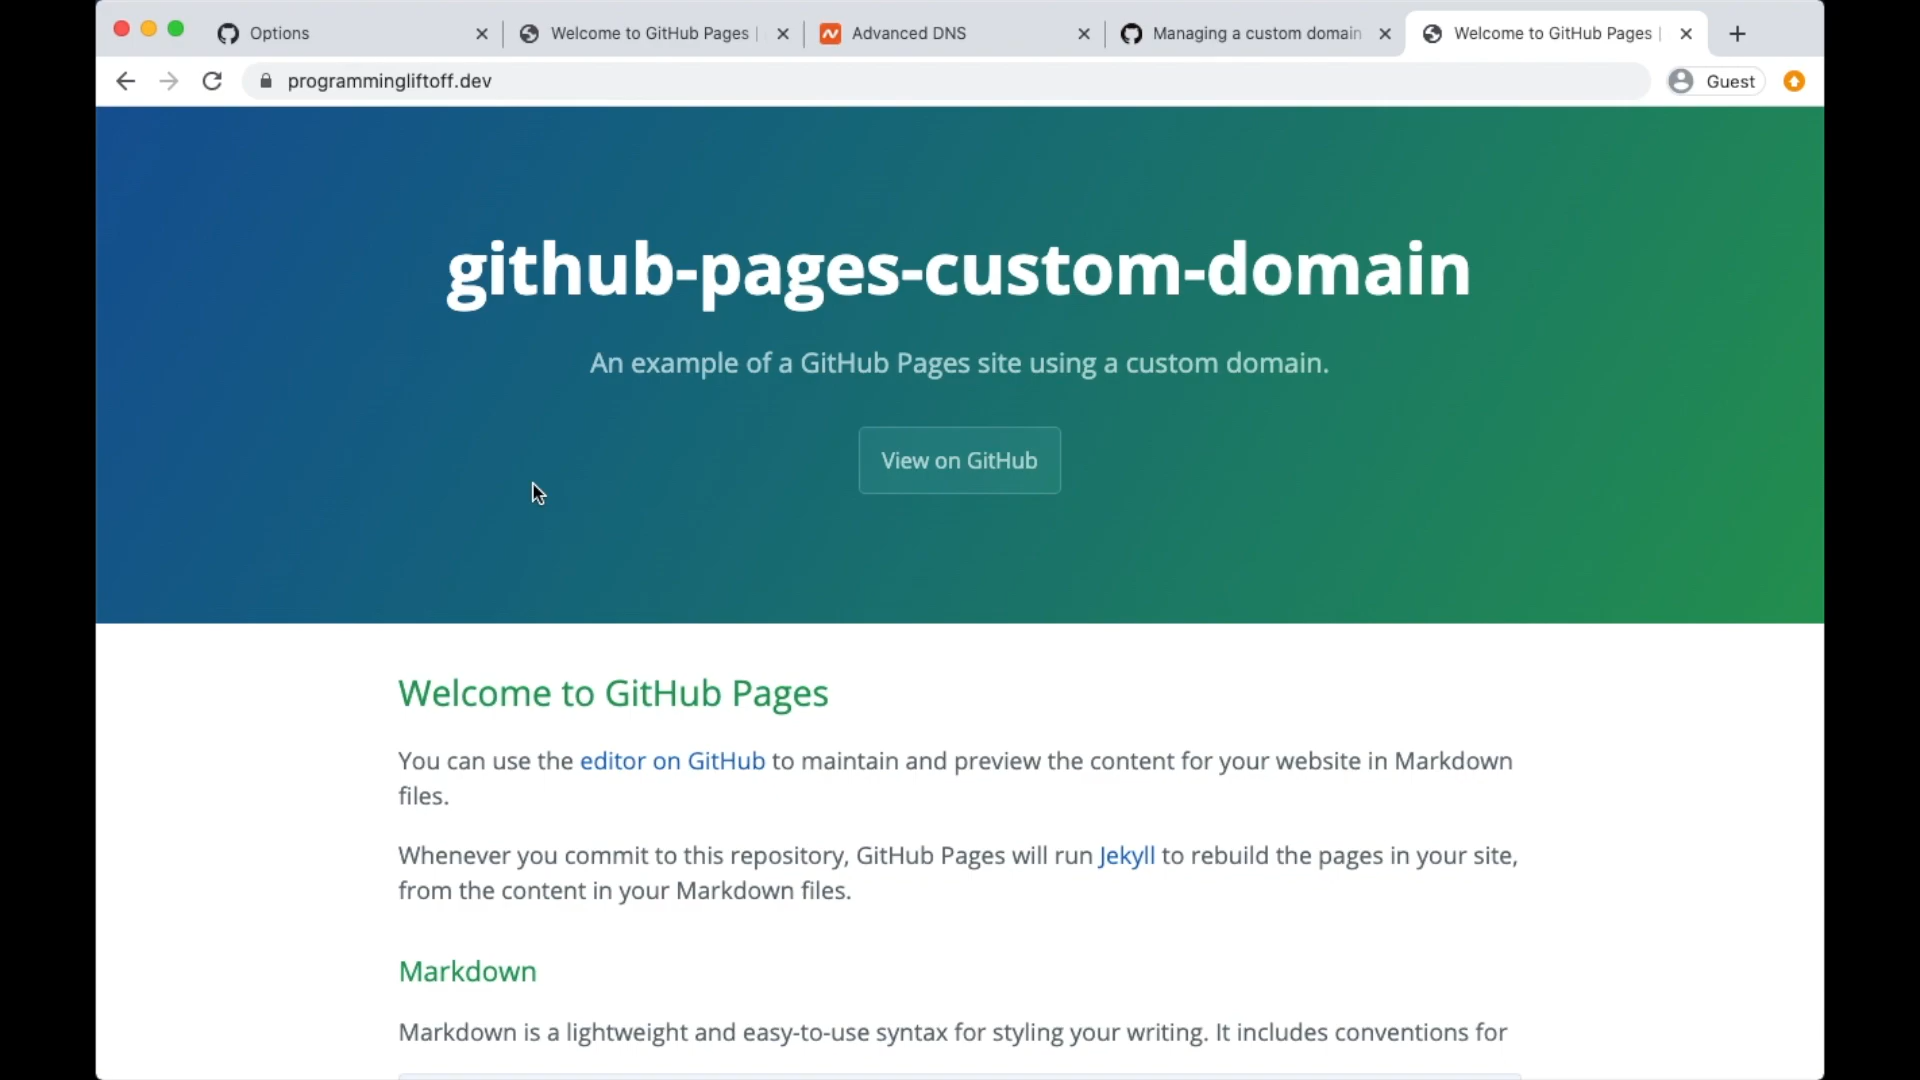 Options
Welcome to GitHub Pages |
Advanced DNS
Managing a custom domain
Welcome to GitHub Pages |
programmingliftoff.dev
Guest
github-pages-custom-domain
An example of a GitHub Pages site using a custom domain.
View on GitHub
Welcome to GitHub Pages
You can use the editor on GitHub to maintain and preview the content for your website in Markdown
files.
Whenever you commit to this repository, GitHub Pages will run Jekyll to rebuild the pages in your site,
from the content in your Markdown files.
Markdown
Markdown is a lightweight and easy-to-use syntax for styling your writing. It includes conventions for